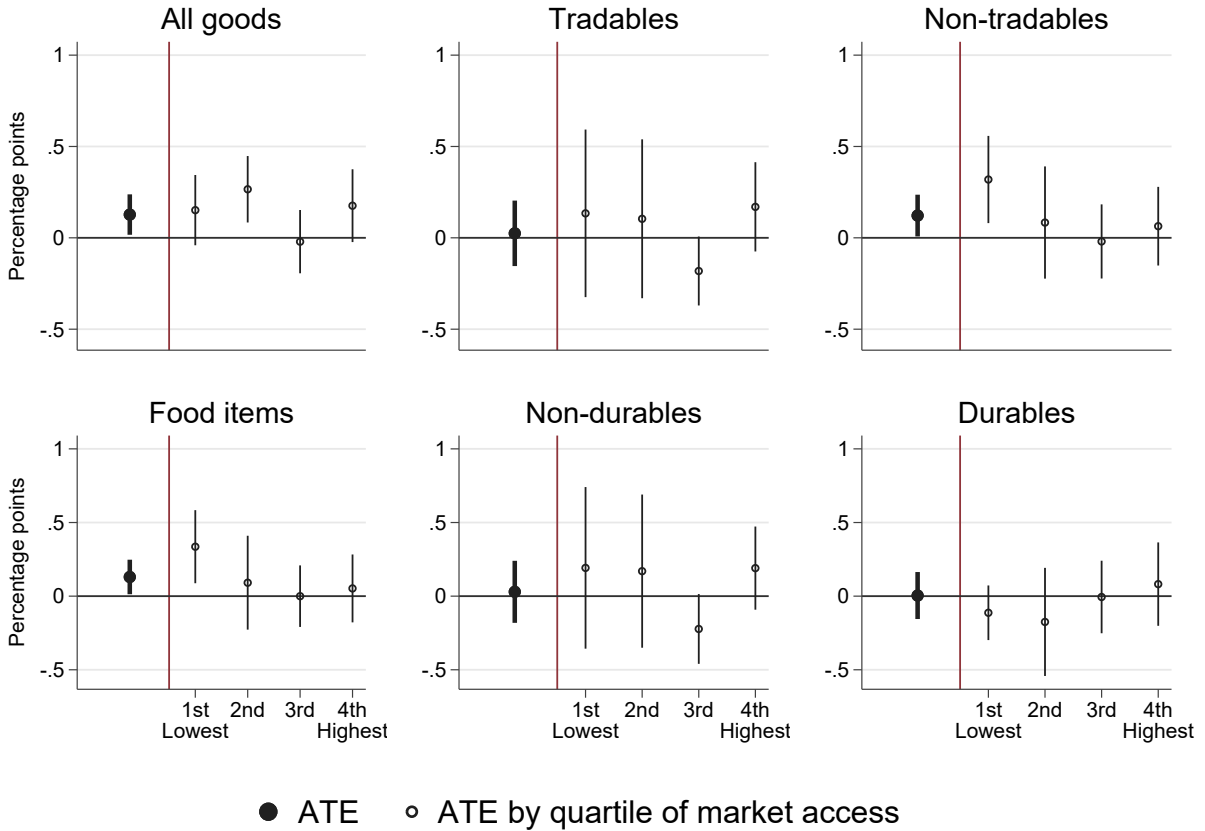 All goods
Tradables
Non-tradables
Percentage points
1
.5
0
-.5
1
.5
0
-.5
1
.5
0
-.5
Food items
Non-durables
Durables
Percentage points
1
.5
0
-.5
1
.5
0
-.5
1
.5
0
-.5
1st 2nd 3rd 4th
Lowest Highest
1st 2nd 3rd 4th
Lowest Highest
1st 2nd 3rd 4th
Lowest Highest
ATE ATE by quartile of market access